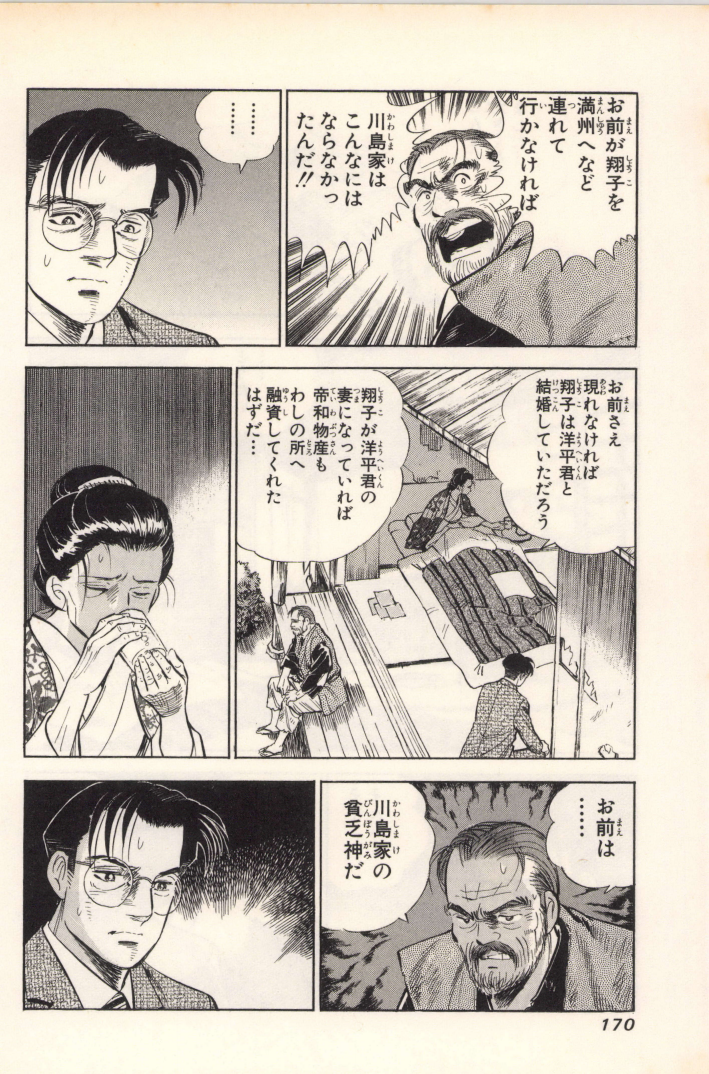 お前が翔子を
満州へなど
連れて
行かなければ
川島家は
こんなには
ならなかっ
たんだ!!
……
……
お前さえ
現れなければ
翔子は洋平君と
結婚していただろう
翔子が洋平君の
妻になっていれば
帝和物産も
わしの所へ
融資してくれた
はずだ…
お前は
……
川島家の
貧乏神だ
170